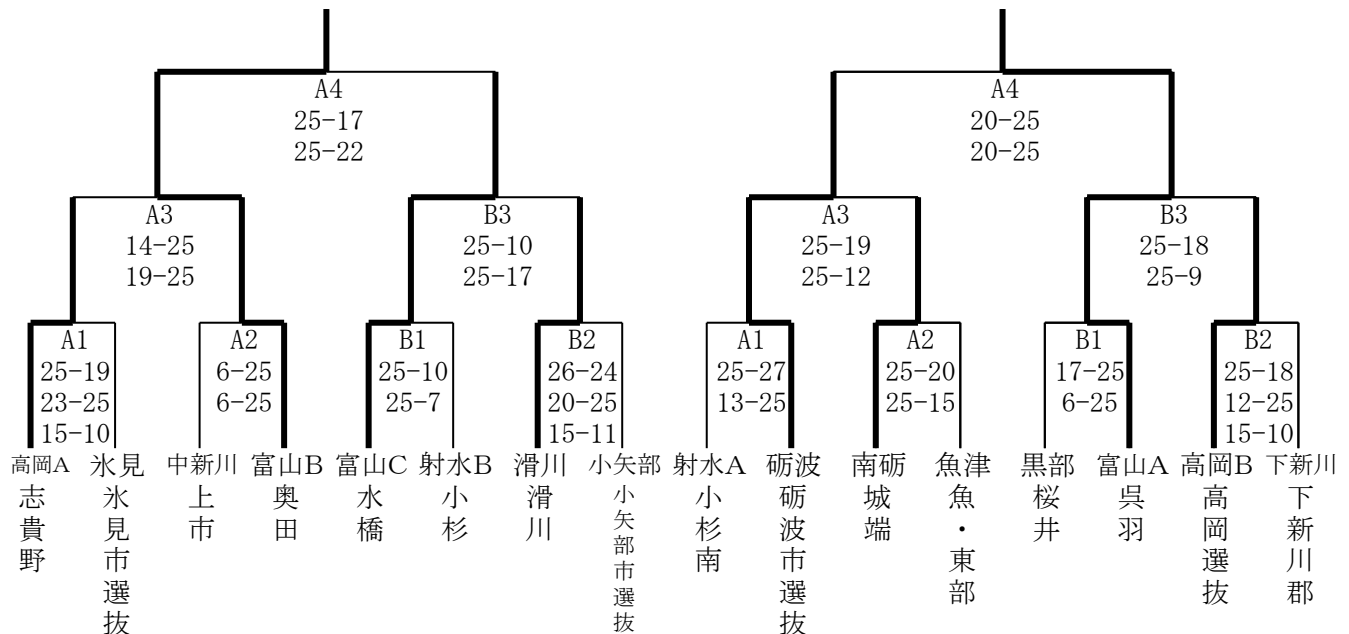 A4
25-17
25-22
A4
20-25
20-25
A3
14-25
19-25
B3
25-10
25-17
A3
25-19
25-12
B3
25-18
25-9
A1
25-19
23-25
15-10
A2
6-25
6-25
B1
25-10
25-7
B2
26-24
20-25
15-11
A1
25-27
13-25
A2
25-20
25-15
B1
17-25
6-25
B2
25-18
12-25
15-10
高岡A
志貴野
氷見
氷見市選抜
中新川
上市
富山B
奥田
富山C
水橋
射水B
小杉
滑川
滑川
小矢部
小矢部市選抜
射水A
小杉南
砺波
砺波市選抜
南砺
城端
魚津
魚・東部
黒部
桜井
富山A
呉羽
高岡B
高岡選抜
下新川
下新川郡